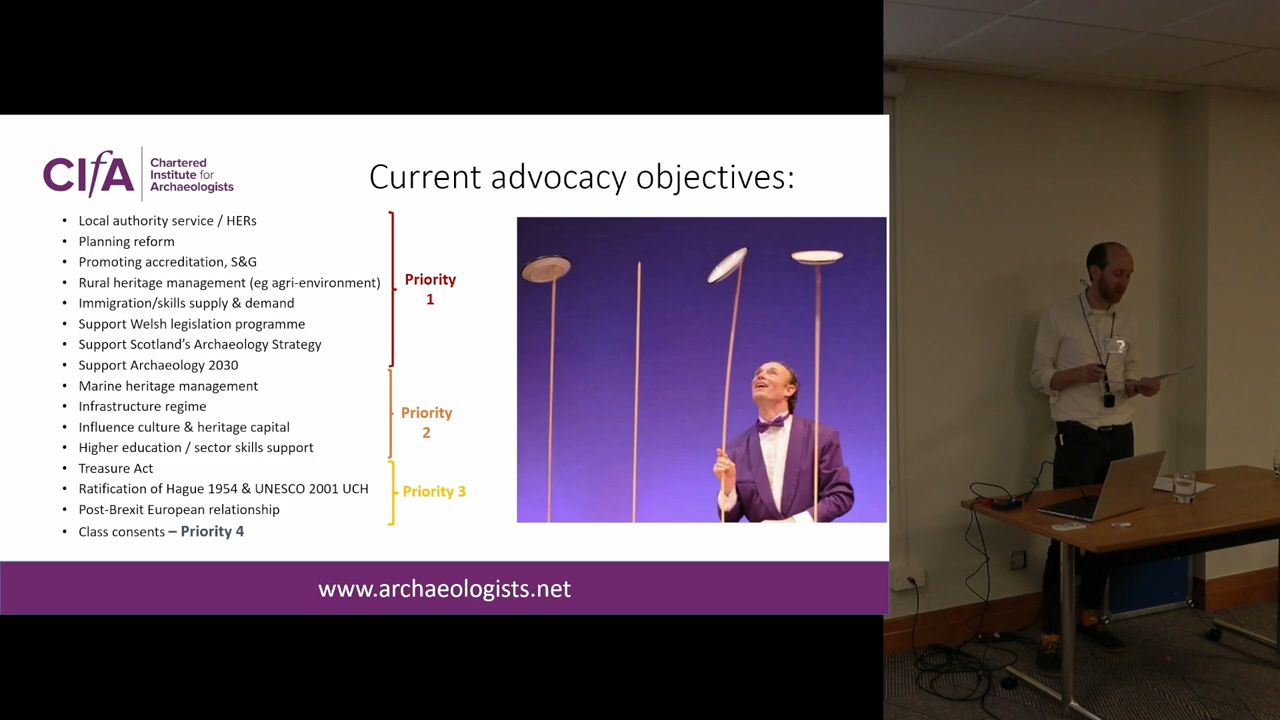 CIfA
Chartered
Institute for
Archaeologists
Current advocacy objectives:
• Local authority service / HERs
• Planning reform
• Promoting accreditation, S&G
• Rural heritage management (eg agri-environment)
• Immigration/skills supply & demand
• Support Welsh legislation programme
• Support Scotland's Archaeology Strategy
• Support Archaeology 2030
Priority
1
• Marine heritage management
• Infrastructure regime
• Influence culture & heritage capital
• Higher education / sector skills support
Priority
2
• Treasure Act
• Ratification of Hague 1954 & UNESCO 2001 UCH
• Post-Brexit European relationship
Priority 3
• Class consents – Priority 4
www.archaeologists.net